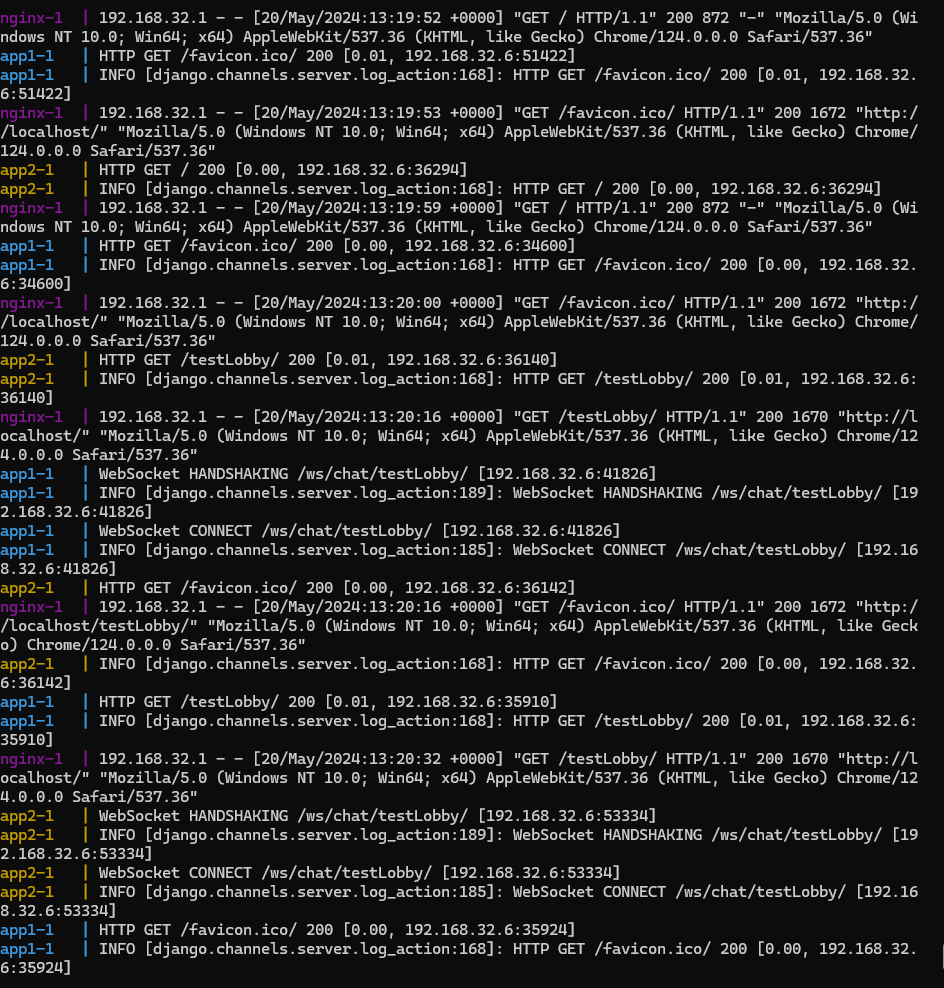 nginx-1  | 192.168.32.1 - - [20/May/2024:13:19:52 +0000] "GET / HTTP/1.1" 200 872 "-" "Mozilla/5.0 (Wi
ndows NT 10.0; Win64; x64) AppleWebKit/537.36 (KHTML, like Gecko) Chrome/124.0.0.0 Safari/537.36"
app1-1   | HTTP GET /favicon.ico/ 200 [0.01, 192.168.32.6:51422]
app1-1   | INFO [django.channels.server.log_action:168]: HTTP GET /favicon.ico/ 200 [0.01, 192.168.32.
6:51422]
nginx-1  | 192.168.32.1 - - [20/May/2024:13:19:53 +0000] "GET /favicon.ico/ HTTP/1.1" 200 1672 "http:/
/localhost/" "Mozilla/5.0 (Windows NT 10.0; Win64; x64) AppleWebKit/537.36 (KHTML, like Gecko) Chrome/
124.0.0.0 Safari/537.36"
app2-1   | HTTP GET / 200 [0.00, 192.168.32.6:36294]
app2-1   | INFO [django.channels.server.log_action:168]: HTTP GET / 200 [0.00, 192.168.32.6:36294]
nginx-1  | 192.168.32.1 - - [20/May/2024:13:19:59 +0000] "GET / HTTP/1.1" 200 872 "-" "Mozilla/5.0 (Wi
ndows NT 10.0; Win64; x64) AppleWebKit/537.36 (KHTML, like Gecko) Chrome/124.0.0.0 Safari/537.36"
app1-1   | HTTP GET /favicon.ico/ 200 [0.00, 192.168.32.6:34600]
app1-1   | INFO [django.channels.server.log_action:168]: HTTP GET /favicon.ico/ 200 [0.00, 192.168.32.
6:34600]
nginx-1  | 192.168.32.1 - - [20/May/2024:13:20:00 +0000] "GET /favicon.ico/ HTTP/1.1" 200 1672 "http:/
/localhost/" "Mozilla/5.0 (Windows NT 10.0; Win64; x64) AppleWebKit/537.36 (KHTML, like Gecko) Chrome/
124.0.0.0 Safari/537.36"
app2-1   | HTTP GET /testLobby/ 200 [0.01, 192.168.32.6:36140]
app2-1   | INFO [django.channels.server.log_action:168]: HTTP GET /testLobby/ 200 [0.01, 192.168.32.6:
36140]
nginx-1  | 192.168.32.1 - - [20/May/2024:13:20:16 +0000] "GET /testLobby/ HTTP/1.1" 200 1670 "http://l
ocalhost/" "Mozilla/5.0 (Windows NT 10.0; Win64; x64) AppleWebKit/537.36 (KHTML, like Gecko) Chrome/12
4.0.0.0 Safari/537.36"
app1-1   | WebSocket HANDSHAKING /ws/chat/testLobby/ [192.168.32.6:41826]
app1-1   | INFO [django.channels.server.log_action:189]: WebSocket HANDSHAKING /ws/chat/testLobby/ [19
2.168.32.6:41826]
app1-1   | WebSocket CONNECT /ws/chat/testLobby/ [192.168.32.6:41826]
app1-1   | INFO [django.channels.server.log_action:185]: WebSocket CONNECT /ws/chat/testLobby/ [192.16
8.32.6:41826]
app2-1   | HTTP GET /favicon.ico/ 200 [0.00, 192.168.32.6:36142]
nginx-1  | 192.168.32.1 - - [20/May/2024:13:20:16 +0000] "GET /favicon.ico/ HTTP/1.1" 200 1672 "http:/
/localhost/testLobby/" "Mozilla/5.0 (Windows NT 10.0; Win64; x64) AppleWebKit/537.36 (KHTML, like Geck
o) Chrome/124.0.0.0 Safari/537.36"
app2-1   | INFO [django.channels.server.log_action:168]: HTTP GET /favicon.ico/ 200 [0.00, 192.168.32.
6:36142]
app1-1   | HTTP GET /testLobby/ 200 [0.01, 192.168.32.6:35910]
app1-1   | INFO [django.channels.server.log_action:168]: HTTP GET /testLobby/ 200 [0.01, 192.168.32.6:
35910]
nginx-1  | 192.168.32.1 - - [20/May/2024:13:20:32 +0000] "GET /testLobby/ HTTP/1.1" 200 1670 "http://l
ocalhost/" "Mozilla/5.0 (Windows NT 10.0; Win64; x64) AppleWebKit/537.36 (KHTML, like Gecko) Chrome/12
4.0.0.0 Safari/537.36"
app2-1   | WebSocket HANDSHAKING /ws/chat/testLobby/ [192.168.32.6:53334]
app2-1   | INFO [django.channels.server.log_action:189]: WebSocket HANDSHAKING /ws/chat/testLobby/ [19
2.168.32.6:53334]
app2-1   | WebSocket CONNECT /ws/chat/testLobby/ [192.168.32.6:53334]
app2-1   | INFO [django.channels.server.log_action:185]: WebSocket CONNECT /ws/chat/testLobby/ [192.16
8.32.6:53334]
app1-1   | HTTP GET /favicon.ico/ 200 [0.00, 192.168.32.6:35924]
app1-1   | INFO [django.channels.server.log_action:168]: HTTP GET /favicon.ico/ 200 [0.00, 192.168.32.
6:35924]